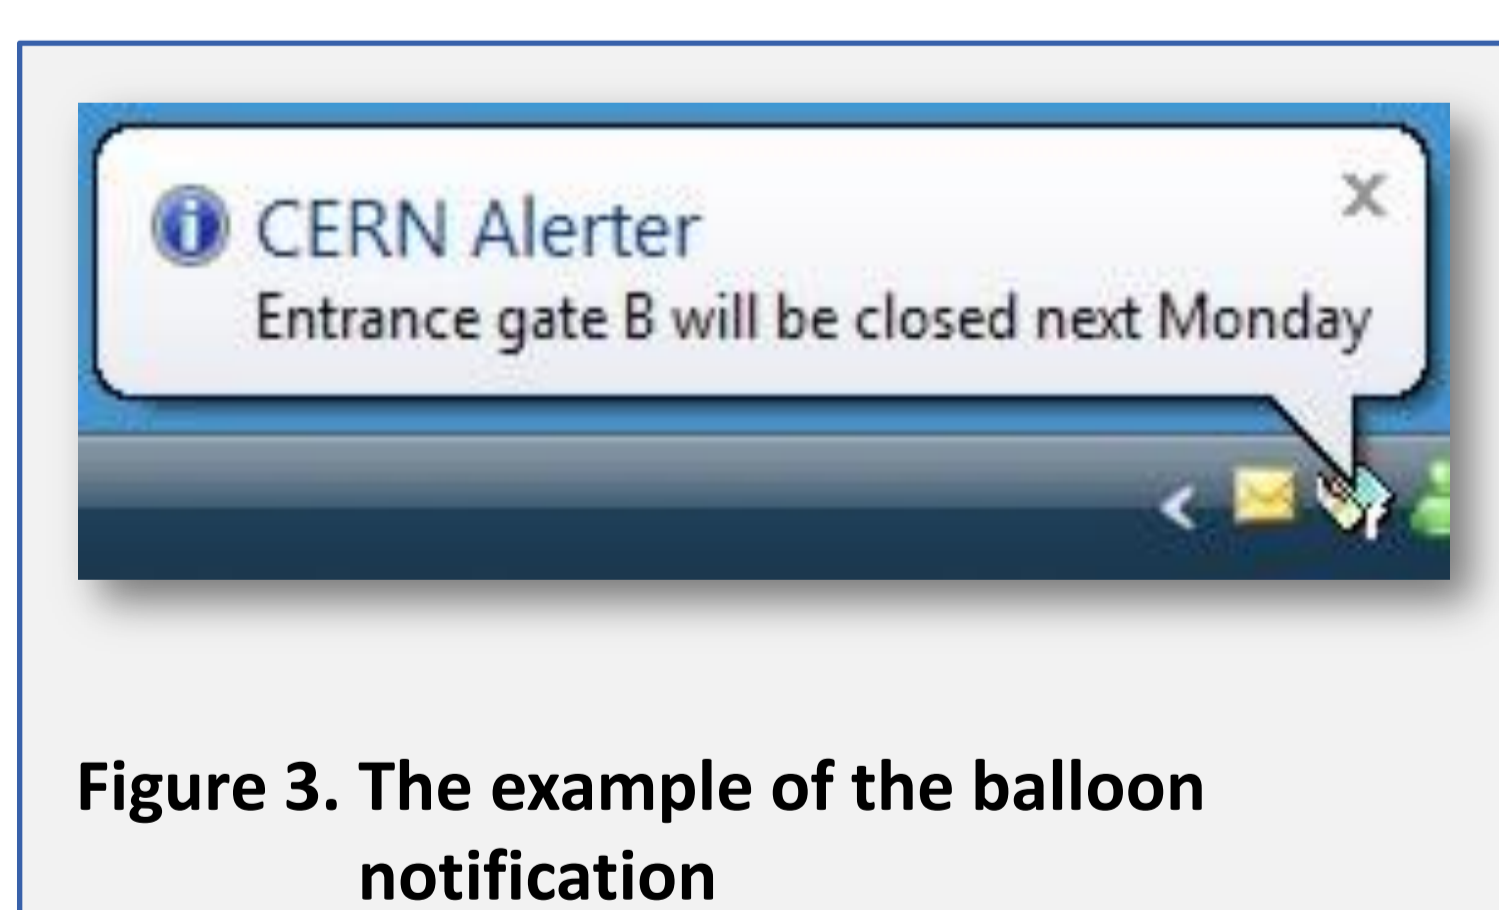 CERN Alerter
Entrance gate B will be closed next Monday
Figure 3. The example of the balloon
notification